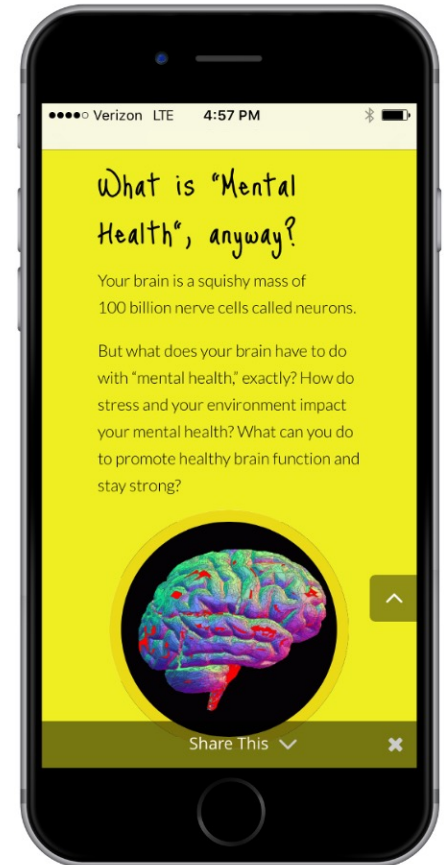 Verizon LTE 4:57 PM
What is "Mental
Health", anyway?
Your brain is a squishy mass of
100 billion nerve cells called neurons.
But what does your brain have to do
with "mental health," exactly? How do
stress and your environment impact
your mental health? What can you do
to promote healthy brain function and
stay strong?
Share This